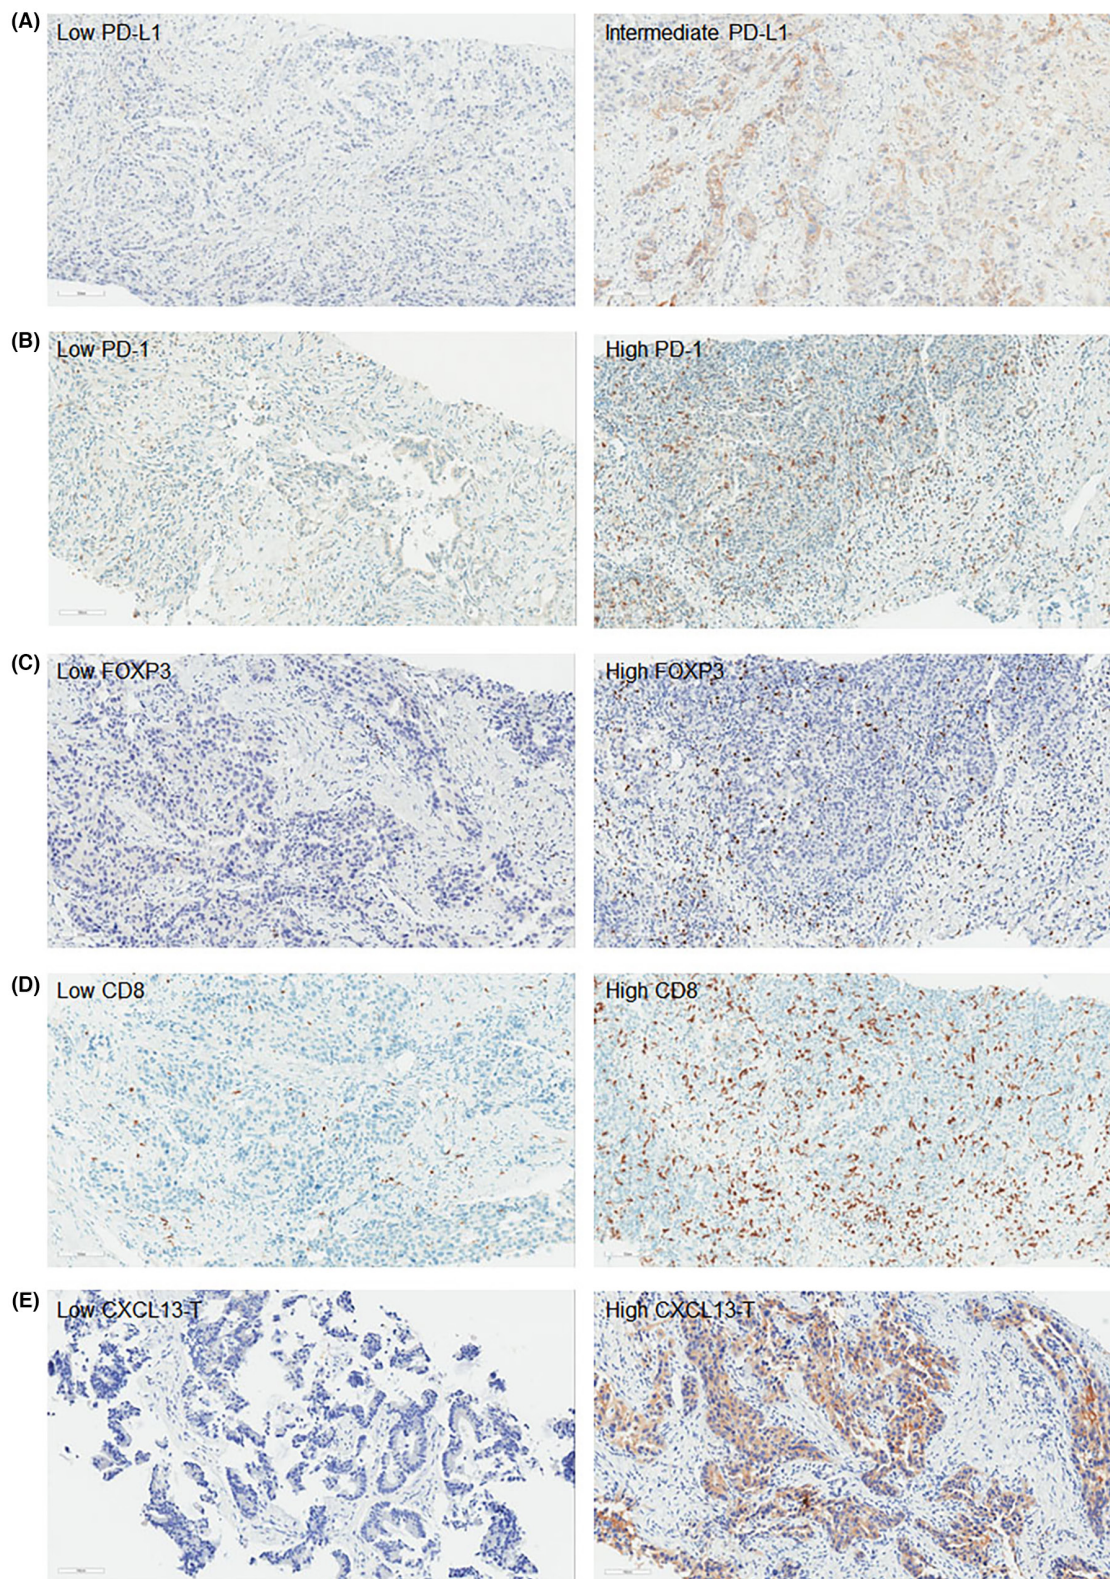 (A) Low PD-L1 Intermediate PD-L1
(B) Low PD-1 High PD-1
(C) Low FOXP3 High FOXP3
(D) Low CD8 High CD8
(E) Low CXCL13-T High CXCL13-T